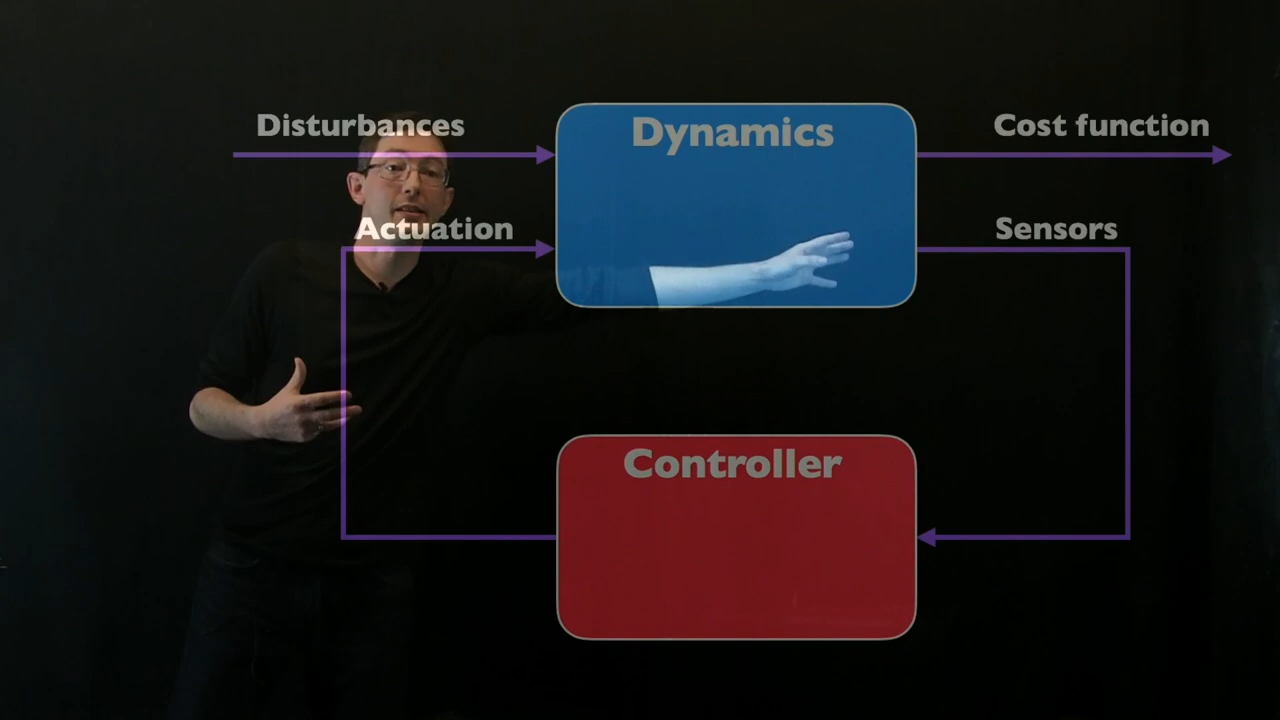 Disturbances
Dynamics
Cost function
Actuation
Sensors
Controller